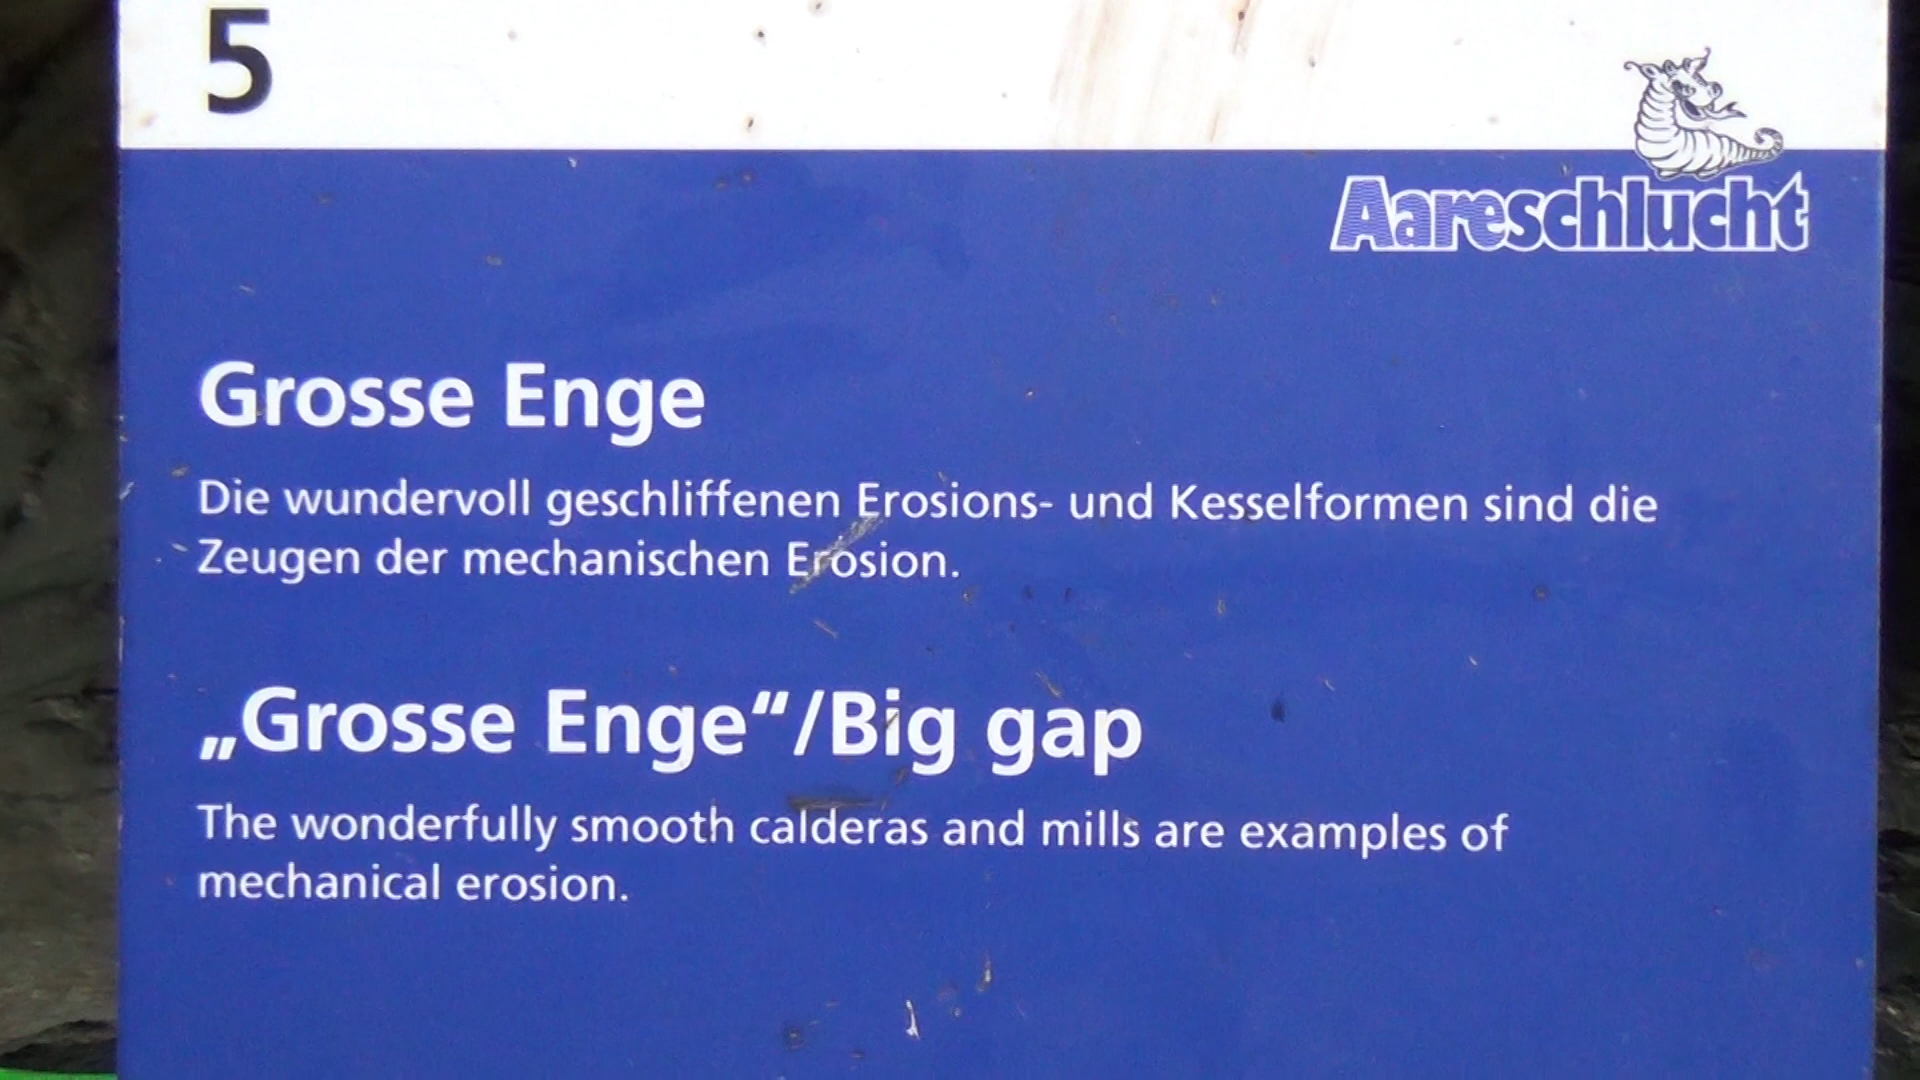 5
Aareschlucht
Grosse Enge
Die wundervoll geschliffenen Erosions- und Kesselformen sind die
Zeugen der mechanischen Erosion.
„Grosse Enge“/Big gap
The wonderfully smooth calderas and mills are examples of
mechanical erosion.